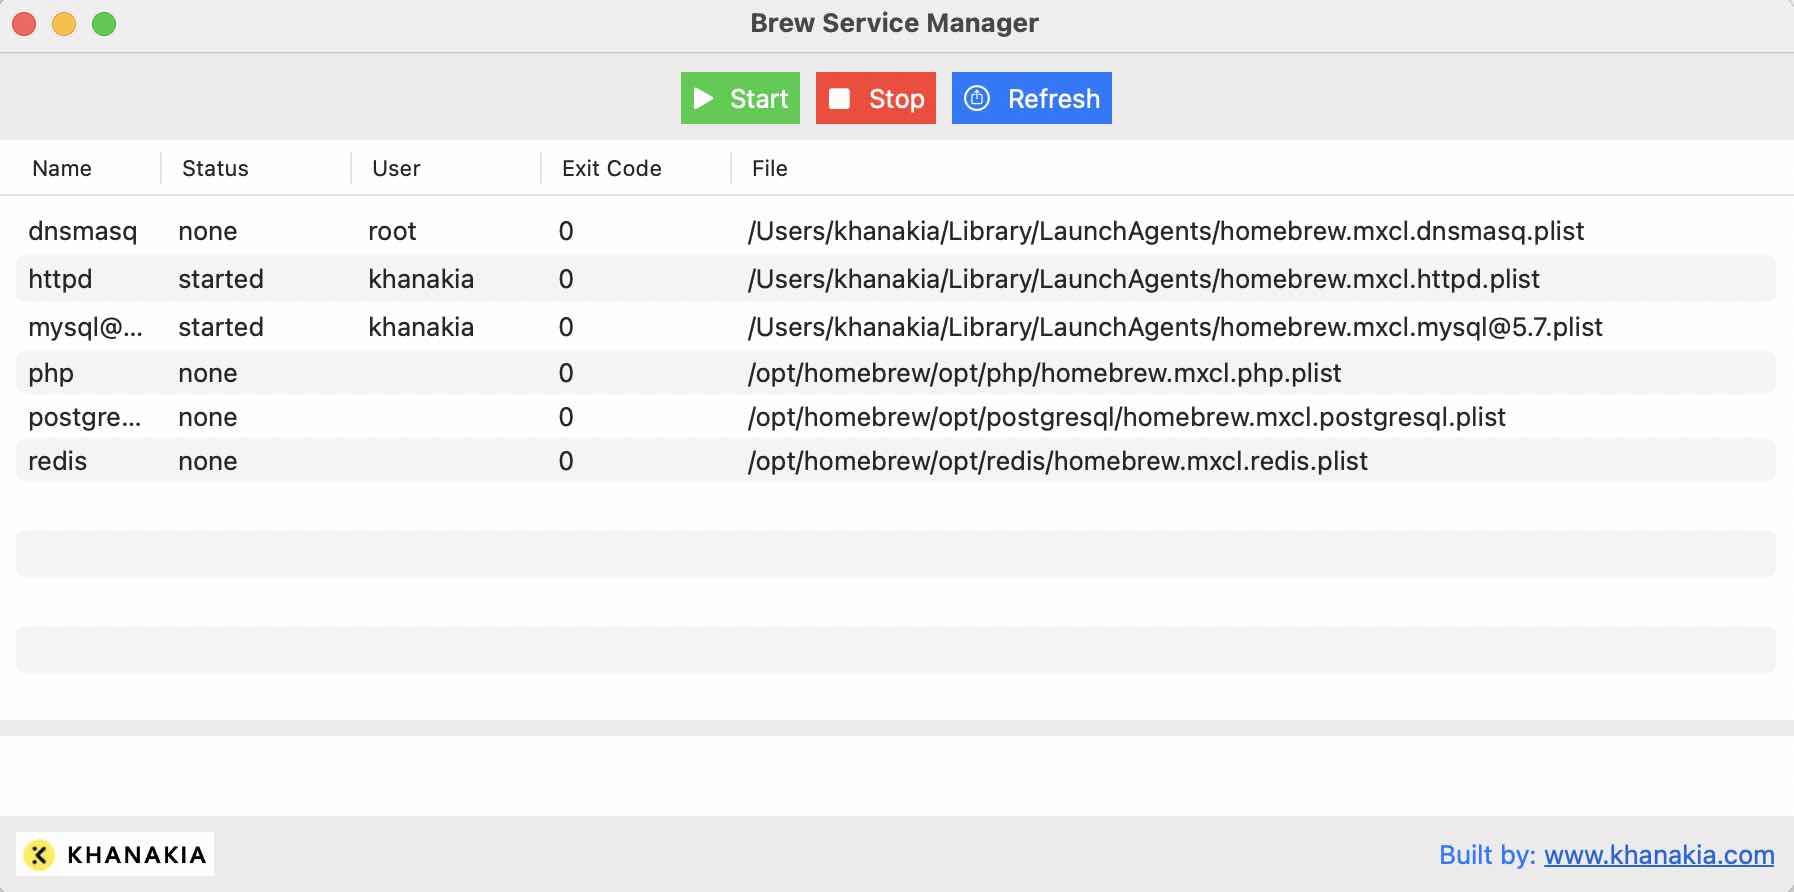 Brew Service Manager
Start Stop Refresh
Name Status User Exit Code File
dnsmasq none root 0 /Users/khanakia/Library/LaunchAgents/homebrew.mxcl.dnsmasq.plist
httpd started khanakia 0 /Users/khanakia/Library/LaunchAgents/homebrew.mxcl.httpd.plist
mysql@... started khanakia 0 /Users/khanakia/Library/LaunchAgents/homebrew.mxcl.mysql@5.7.plist
php none 0 /opt/homebrew/opt/php/homebrew.mxcl.php.plist
postgre... none 0 /opt/homebrew/opt/postgresql/homebrew.mxcl.postgresql.plist
redis none 0 /opt/homebrew/opt/redis/homebrew.mxcl.redis.plist
KHANAKIA Built by: www.khanakia.com